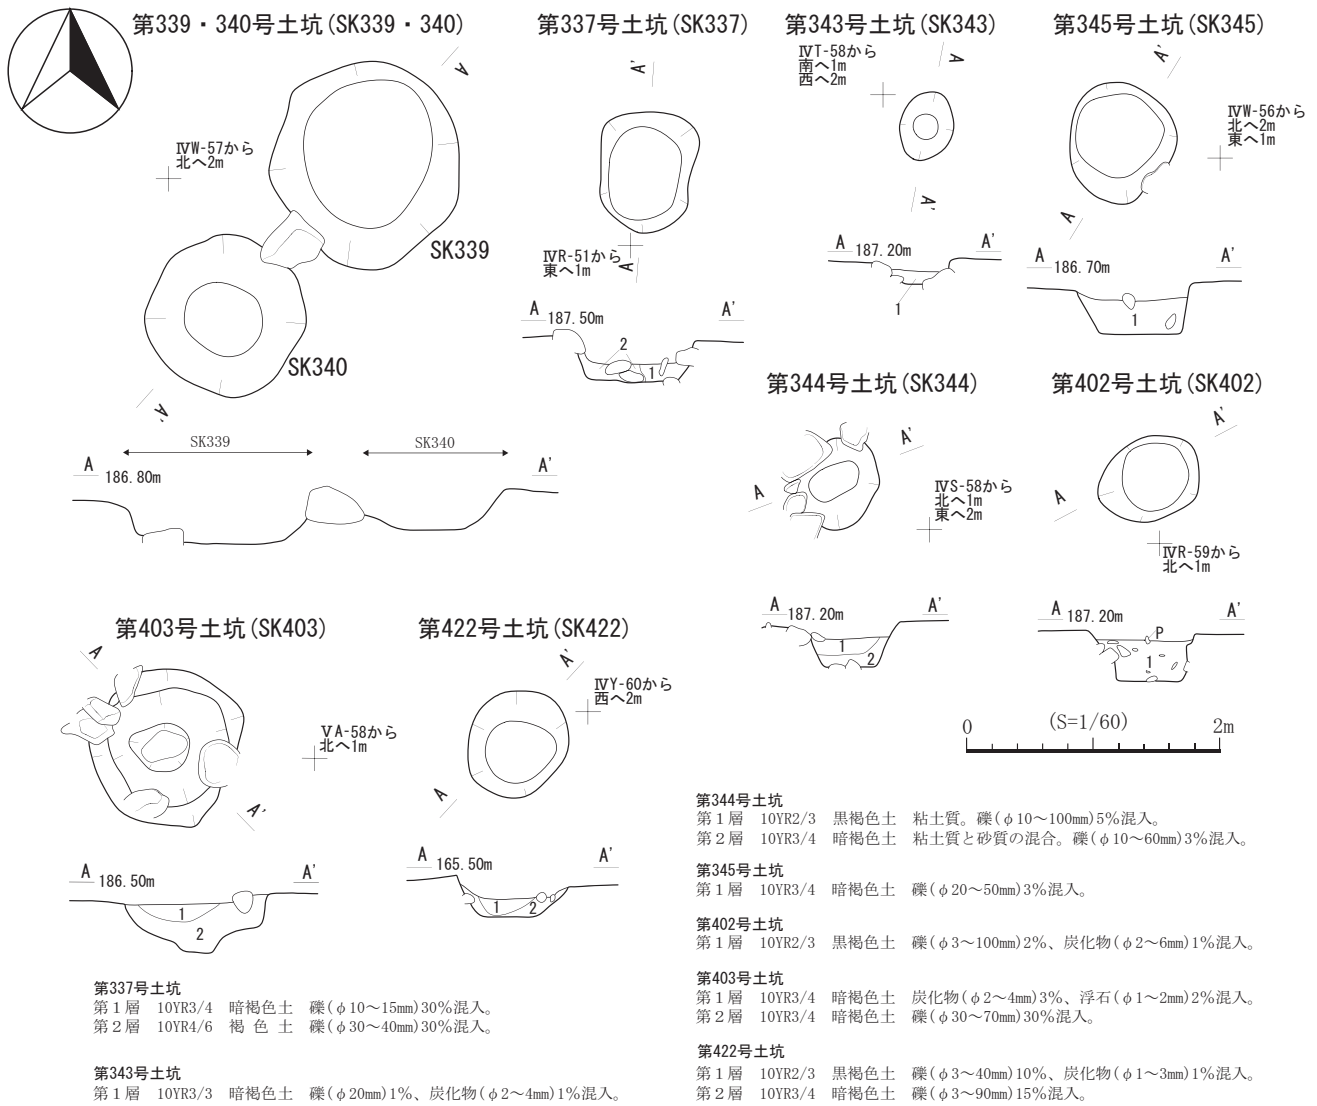 第339・340号土坑(SK339・340)
A
ⅣW-57から
北へ2m
SK339
SK340
A'
SK339
SK340
A
186.80m
A'
第337号土坑(SK337)
A'
ⅣR-51から
東へ1m
A
A
187.50m
A'
2
1
第343号土坑(SK343)
ⅣT-58から
南へ1m
西へ2m
A
A'
A
187.20m
A'
1
第345号土坑(SK345)
A'
ⅣW-56から
北へ2m
東へ1m
A
A
186.70m
A'
1
第344号土坑(SK344)
A'
A
ⅣS-58から
北へ1m
東へ2m
A
187.20m
A'
1
2
第402号土坑(SK402)
A'
A
ⅣR-59から
北へ1m
A
187.20m
A'
P
1
第403号土坑(SK403)
A
ⅤA-58から
北へ1m
A'
A
186.50m
A'
1
2
第422号土坑(SK422)
A'
ⅣY-60から
西へ2m
A
A
165.50m
A'
1
2
0
(S=1/60)
2m
第337号土坑
第１層 10YR3/4 暗褐色土 礫(φ10～15mm)30%混入。
第２層 10YR4/6 褐 色 土 礫(φ30～40mm)30%混入。
第343号土坑
第１層 10YR3/3 暗褐色土 礫(φ20mm)1%、炭化物(φ2～4mm)1%混入。
第344号土坑
第１層 10YR2/3 黒褐色土 粘土質。礫(φ10～100mm)5%混入。
第２層 10YR3/4 暗褐色土 粘土質と砂質の混合。礫(φ10～60mm)3%混入。
第345号土坑
第１層 10YR3/4 暗褐色土 礫(φ20～50mm)3%混入。
第402号土坑
第１層 10YR2/3 黒褐色土 礫(φ3～100mm)2%、炭化物(φ2～6mm)1%混入。
第403号土坑
第１層 10YR3/4 暗褐色土 炭化物(φ2～4mm)3%、浮石(φ1～2mm)2%混入。
第２層 10YR3/4 暗褐色土 礫(φ30～70mm)30%混入。
第422号土坑
第１層 10YR2/3 黒褐色土 礫(φ3～40mm)10%、炭化物(φ1～3mm)1%混入。
第２層 10YR3/4 暗褐色土 礫(φ3～90mm)15%混入。